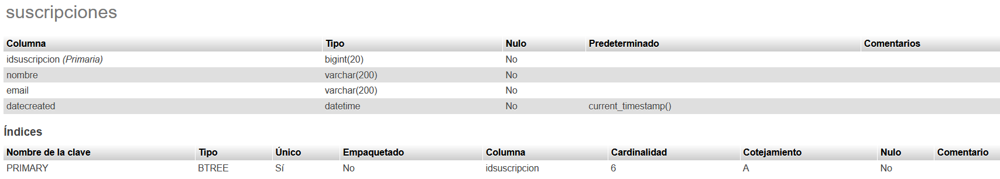 suscripciones
Columna Tipo Nulo Predeterminado Comentarios
idsuscripcion (Primaria) bigint(20) No
nombre varchar(200) No
email varchar(200) No
datecreated datetime No current_timestamp()
Índices
Nombre de la clave Tipo Único Empaquetado Columna Cardinalidad Cotejamiento Nulo Comentario
PRIMARY BTREE Sí No idsuscripcion 6 A No